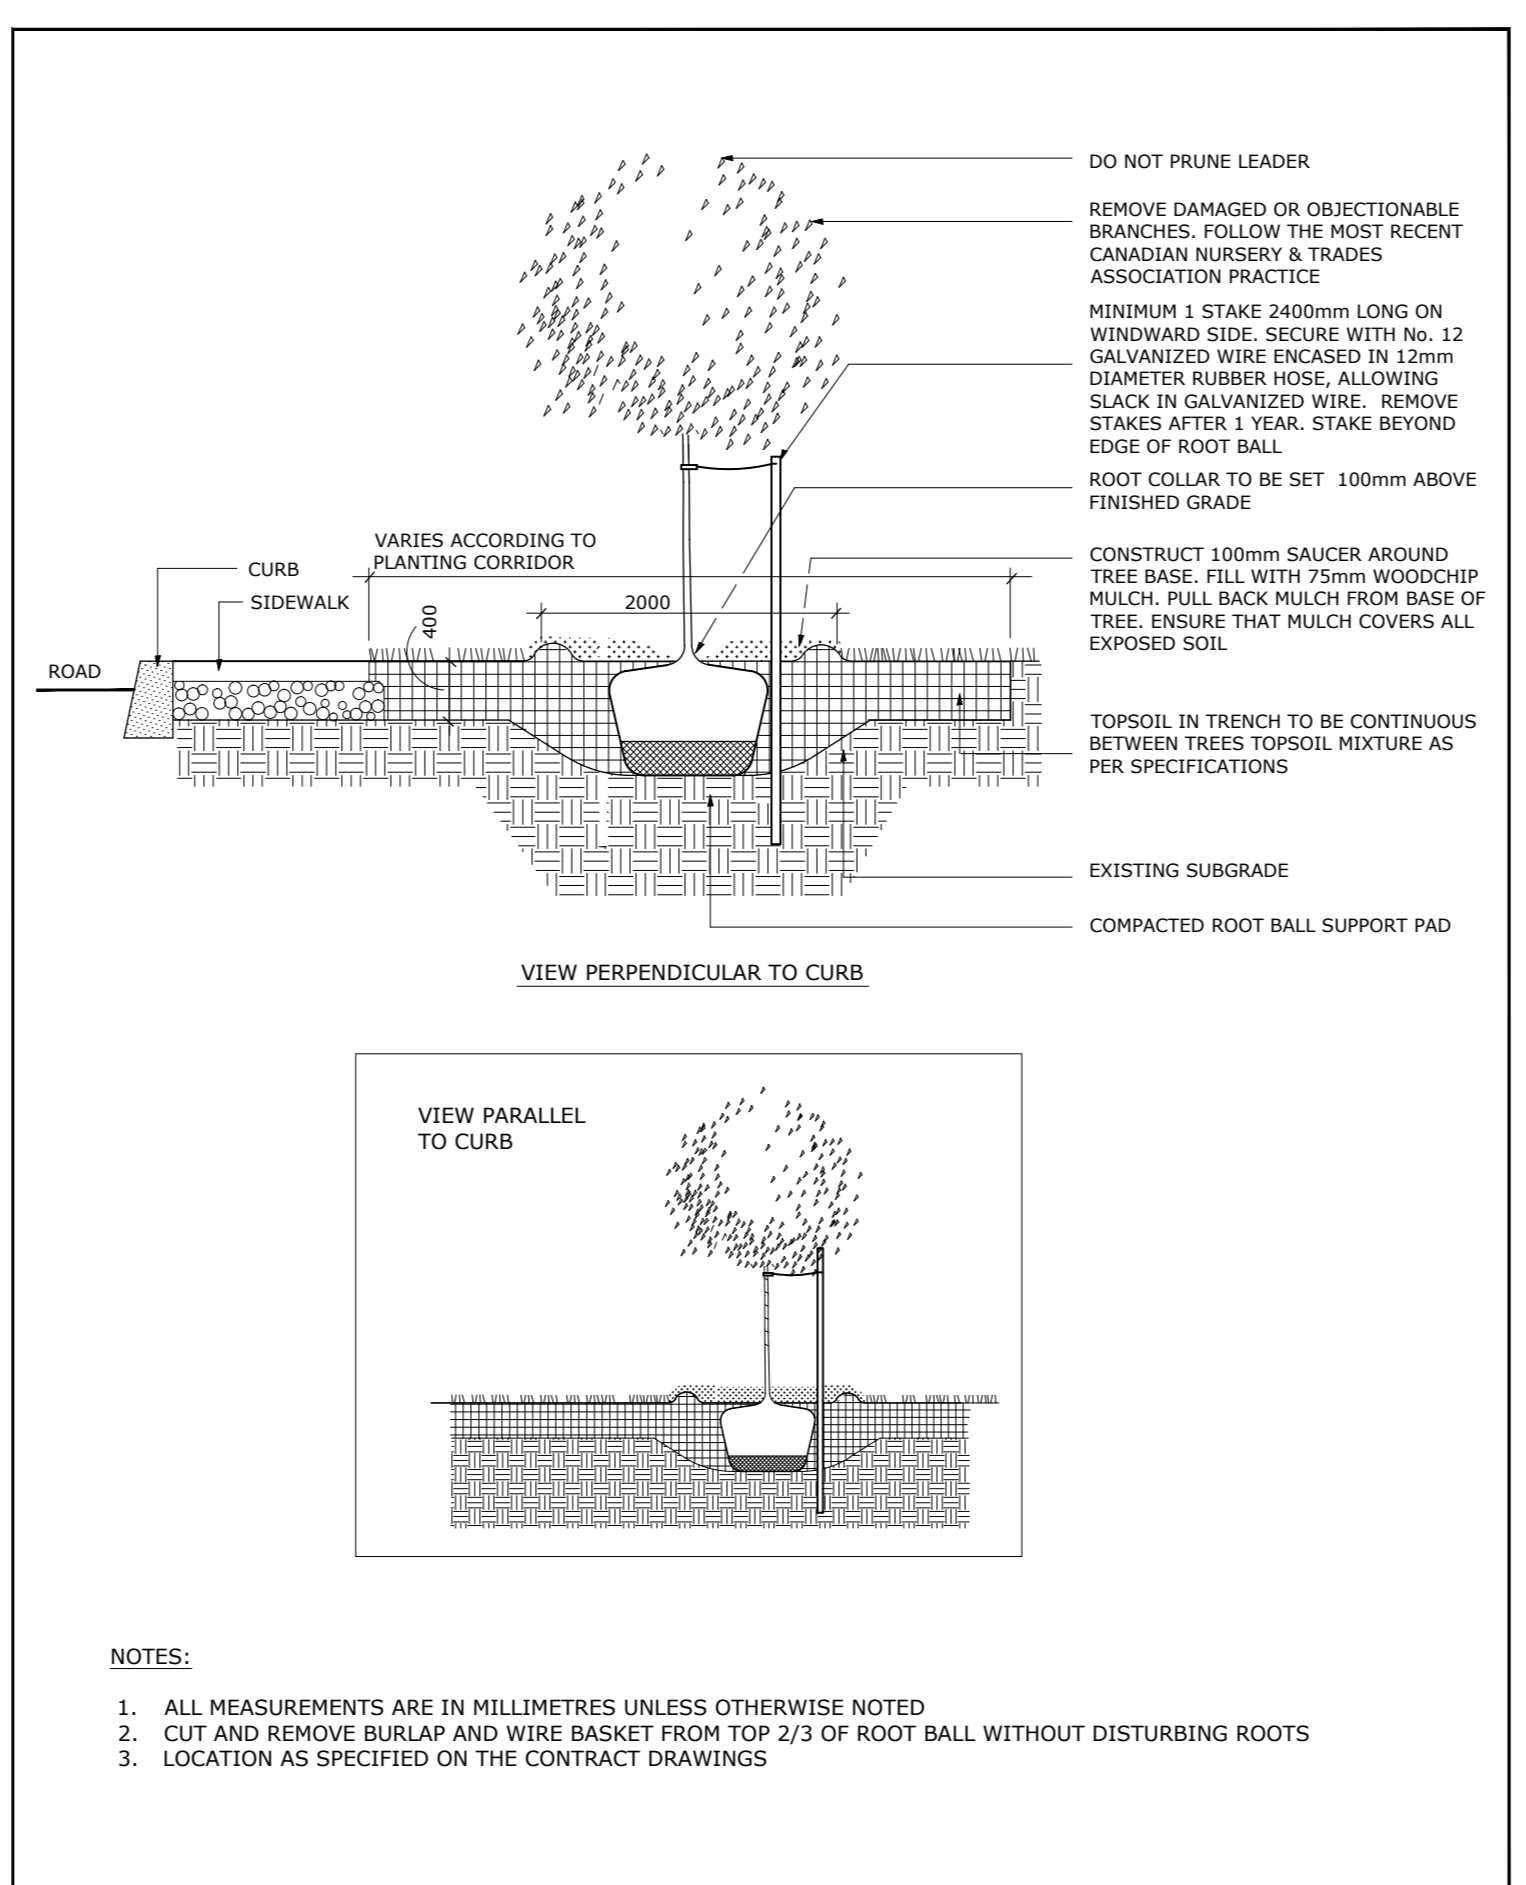 DO NOT PRUNE LEADER
REMOVE DAMAGED OR OBJECTIONABLE
BRANCHES. FOLLOW THE MOST RECENT
CANADIAN NURSERY & TRADES
ASSOCIATION PRACTICE
MINIMUM 1 STAKE 2400mm LONG ON
WINDWARD SIDE. SECURE WITH No. 12
GALVANIZED WIRE ENCASED IN 12mm
DIAMETER RUBBER HOSE, ALLOWING
SLACK IN GALVANIZED WIRE. REMOVE
STAKES AFTER 1 YEAR. STAKE BEYOND
EDGE OF ROOT BALL
ROOT COLLAR TO BE SET 100mm ABOVE
FINISHED GRADE
VARIES ACCORDING TO
PLANTING CORRIDOR
CURB
SIDEWALK
2000
400
ROAD
CONSTRUCT 100mm SAUCER AROUND
TREE BASE. FILL WITH 75mm WOODCHIP
MULCH. PULL BACK MULCH FROM BASE OF
TREE. ENSURE THAT MULCH COVERS ALL
EXPOSED SOIL
TOPSOIL IN TRENCH TO BE CONTINUOUS
BETWEEN TREES TOPSOIL MIXTURE AS
PER SPECIFICATIONS
EXISTING SUBGRADE
COMPACTED ROOT BALL SUPPORT PAD
VIEW PERPENDICULAR TO CURB
VIEW PARALLEL
TO CURB
NOTES:
1. ALL MEASUREMENTS ARE IN MILLIMETRES UNLESS OTHERWISE NOTED
2. CUT AND REMOVE BURLAP AND WIRE BASKET FROM TOP 2/3 OF ROOT BALL WITHOUT DISTURBING ROOTS
3. LOCATION AS SPECIFIED ON THE CONTRACT DRAWINGS